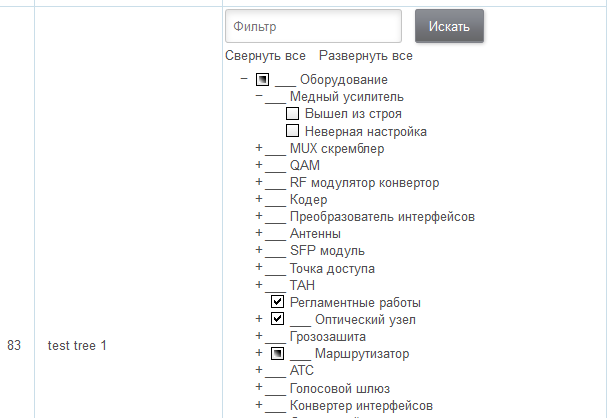 Фильтр Искать
Свернуть все Развернуть все
− ___ Оборудование
− ___ Медный усилитель
Вышел из строя
Неверная настройка
+ ___ MUX скремблер
+ ___ QAM
+ ___ RF модулятор конвертор
+ ___ Кодер
+ ___ Преобразователь интерфейсов
+ ___ Антенны
+ ___ SFP модуль
+ ___ Точка доступа
+ ___ ТАН
Регламентные работы
+ ___ Оптический узел
+ ___ Грозозашита
83 test tree 1
+ ___ Маршрутизатор
+ ___ АТС
+ ___ Голосовой шлюз
+ ___ Конвертер интерфейсов